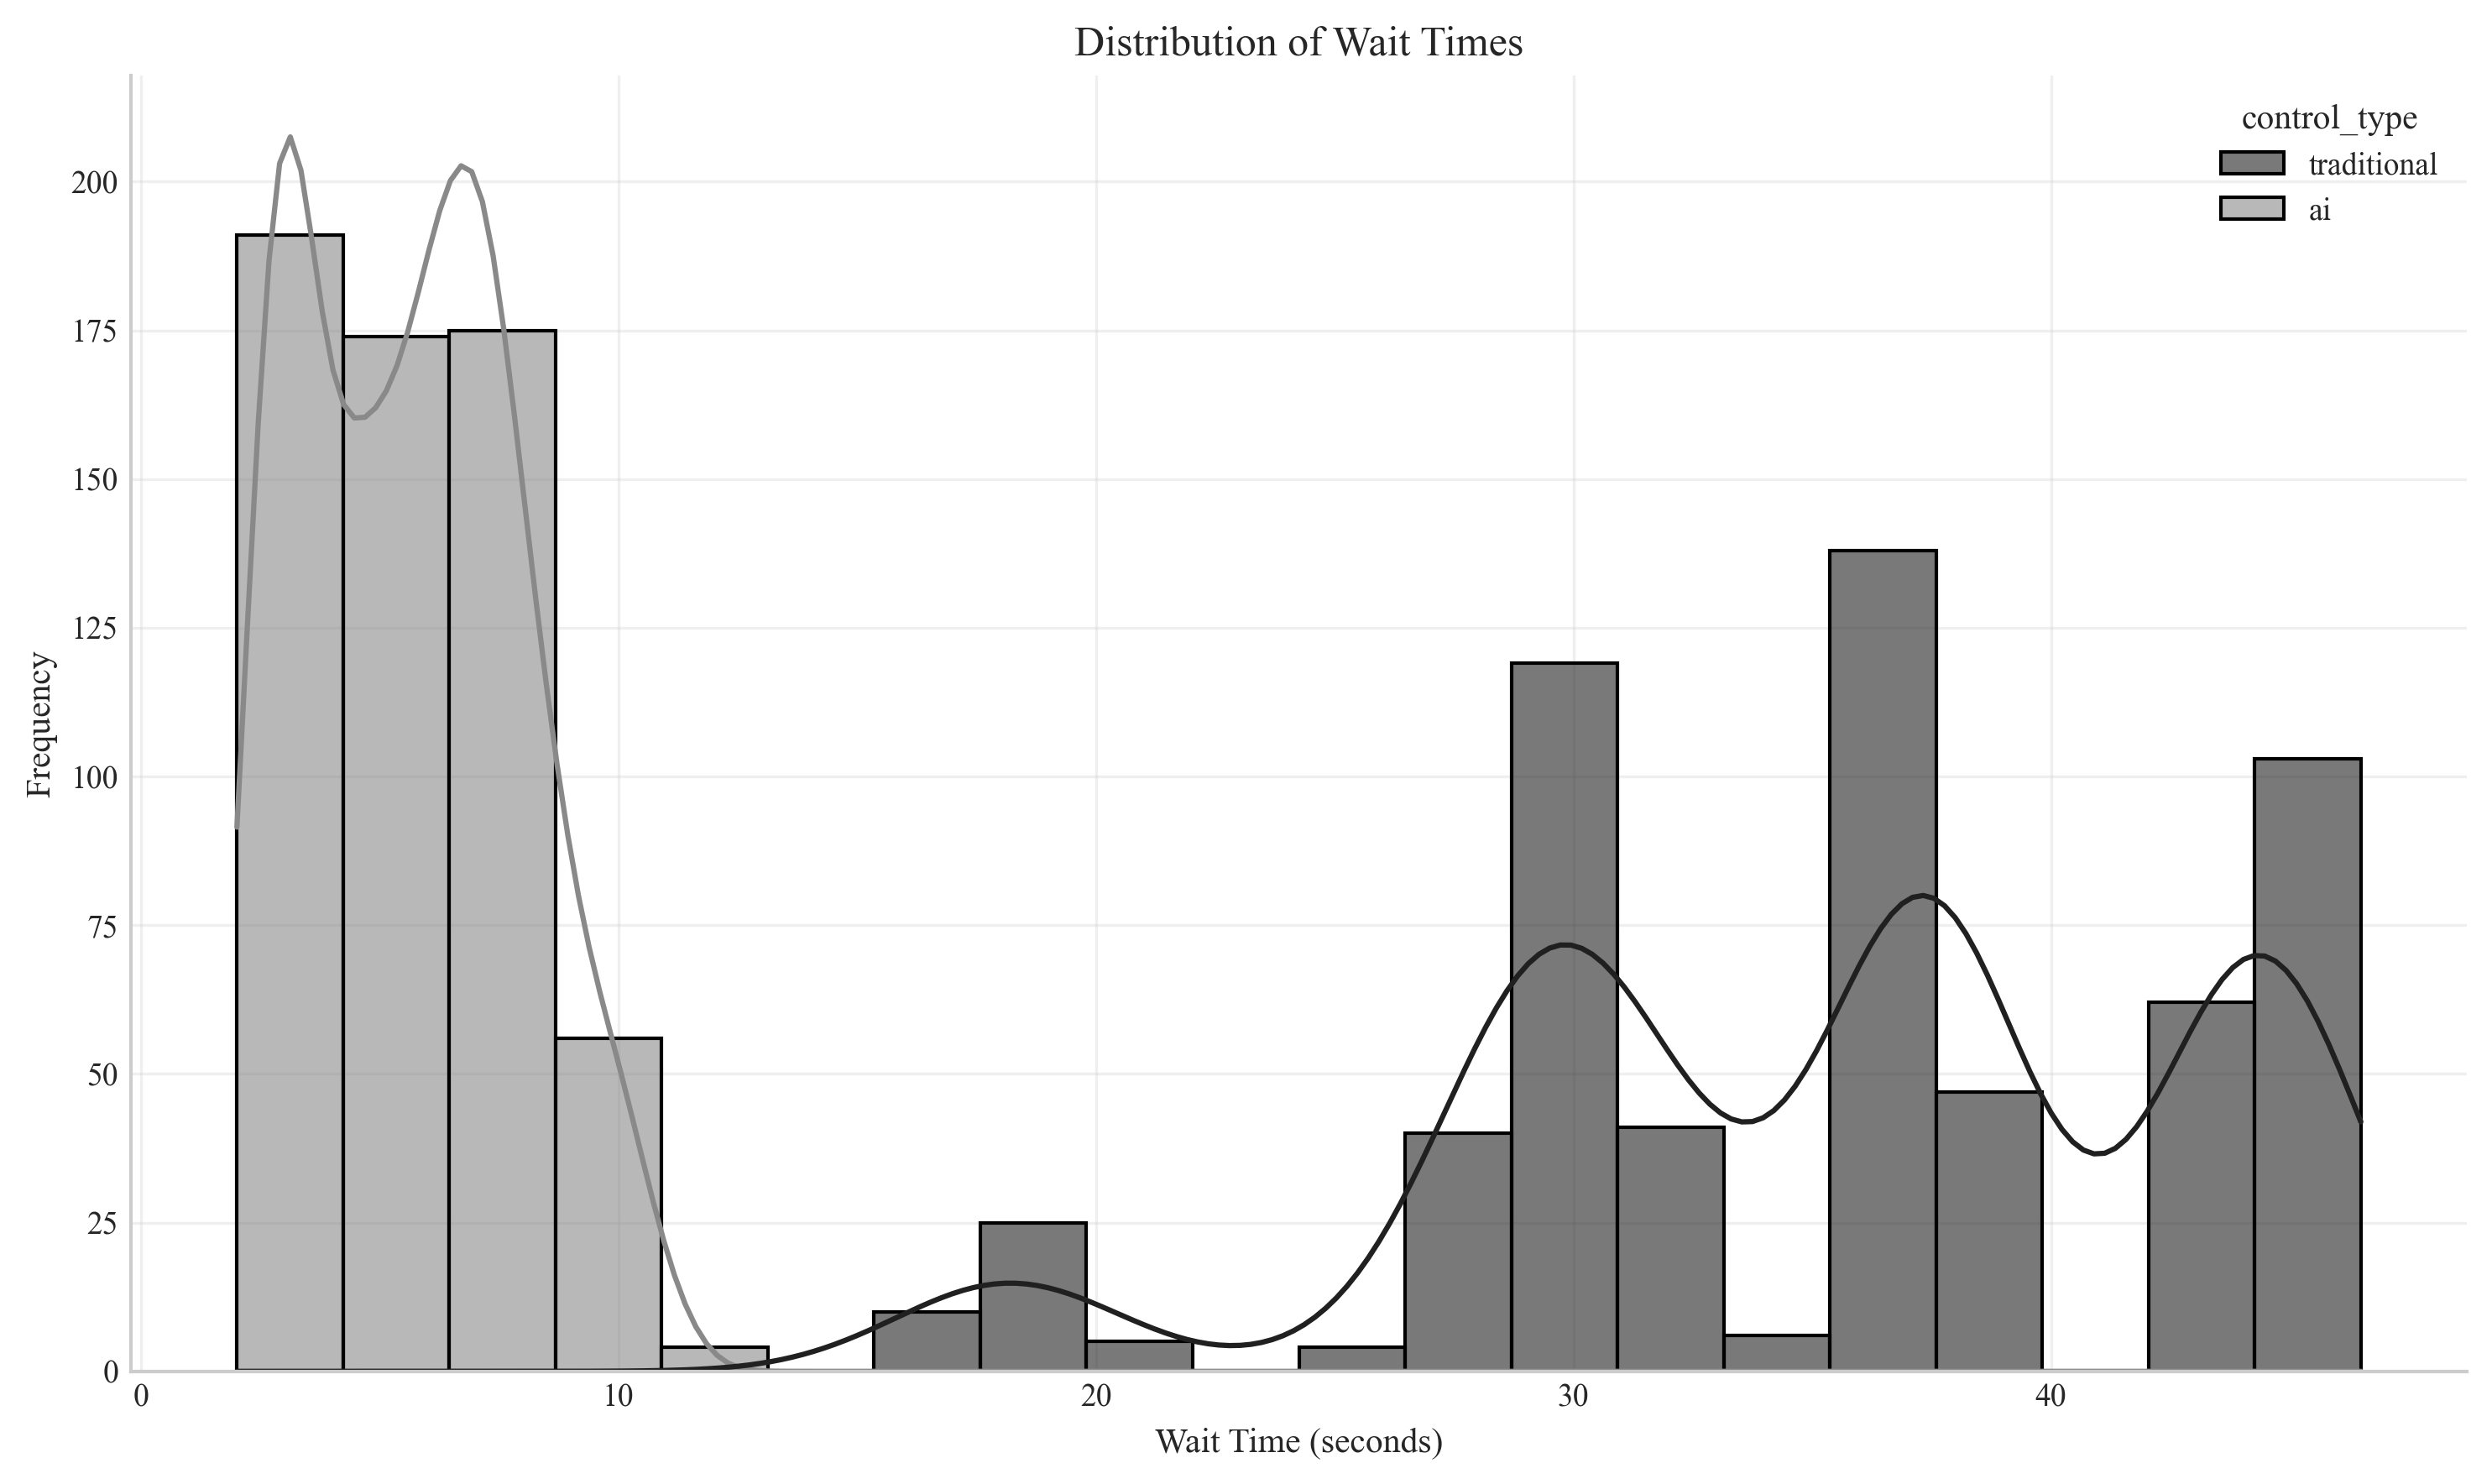 Distribution of Wait Times
control_type
traditional
ai
200
175
150
125
100
75
50
25
0
Frequency
0 10 20 30 40
Wait Time (seconds)